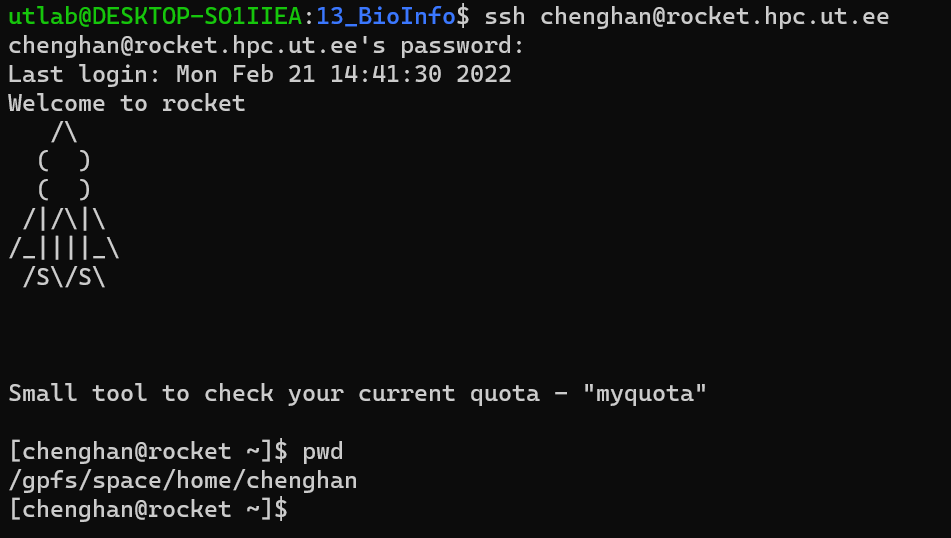 utlab@DESKTOP-SO1IIEA:13_BioInfo$ ssh chenghan@rocket.hpc.ut.ee
chenghan@rocket.hpc.ut.ee's password:
Last login: Mon Feb 21 14:41:30 2022
Welcome to rocket
   /\
  (  )
  (  )
 /|/\|\
/_||||_\
 /S\/S\
Small tool to check your current quota - "myquota"
[chenghan@rocket ~]$ pwd
/gpfs/space/home/chenghan
[chenghan@rocket ~]$